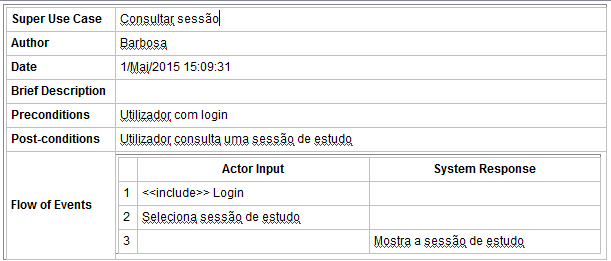 Super Use Case Consultar sessão
Author Barbosa
Date 1/Mai/2015 15:09:31
Brief Description
Preconditions Utilizador com login
Post-conditions Utilizador consulta uma sessão de estudo
Flow of Events
Actor Input System Response
1 <<include>> Login
2 Seleciona sessão de estudo
3 Mostra a sessão de estudo